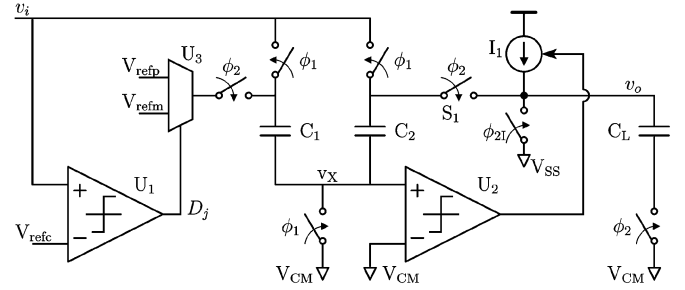 v_i
I_1
U_3
V_refp
ϕ_2
ϕ_1
ϕ_1
ϕ_2
v_o
V_refm
S_1
C_1
C_2
ϕ_2I
C_L
V_SS
v_X
U_1
U_2
+
+
D_j
V_refc
−
ϕ_1
−
ϕ_2
V_CM
V_CM
V_CM